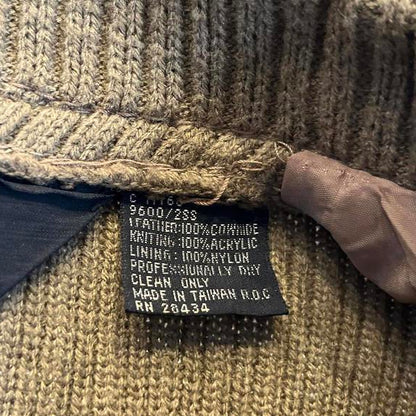 9600/2SS
LEATHER:100%COWHIDE
KNITING:100%ACRYLIC
LINING:100%NYLON
PROFESSIONALLY DRY
CLEAN ONLY
MADE IN TAIWAN R.O.C
RN 28434